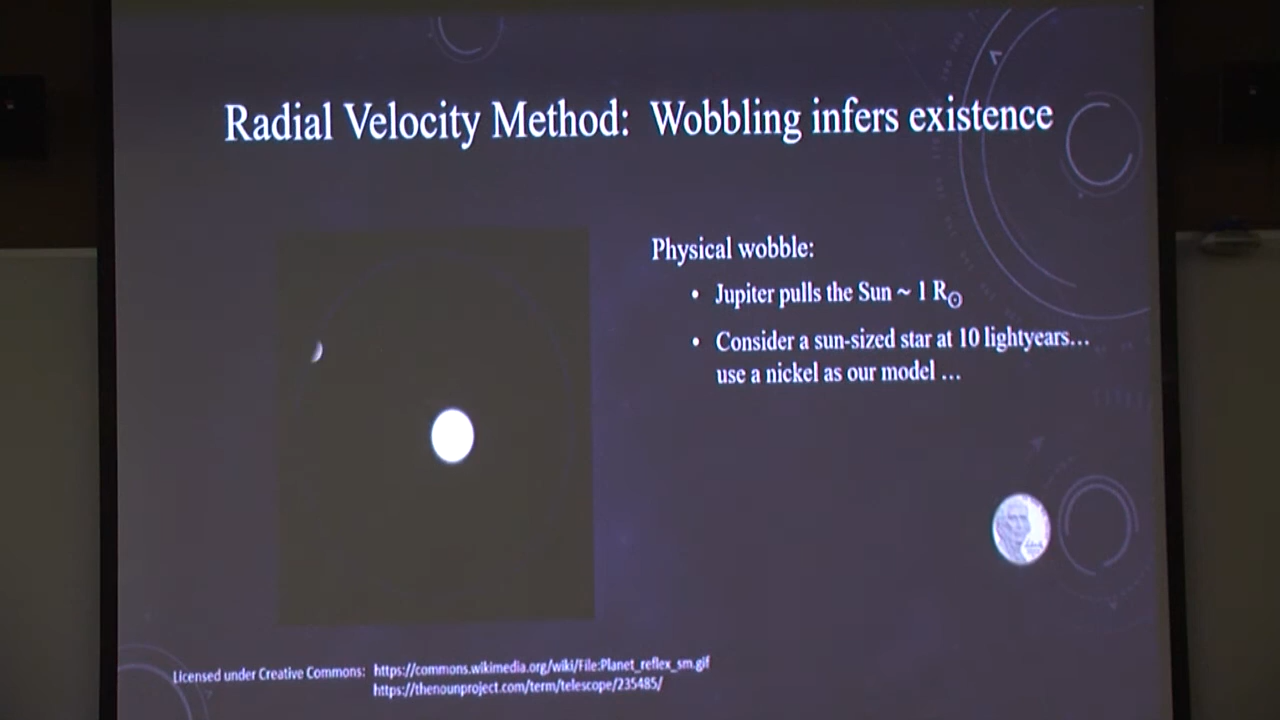 Radial Velocity Method: Wobbling infers existence
Physical wobble:
• Jupiter pulls the Sun ~ 1 R☉
• Consider a sun-sized star at 10 lightyears…
use a nickel as our model …
Licensed under Creative Commons: https://commons.wikimedia.org/wiki/File:Planet_reflex_sm.gif
https://thenounproject.com/term/telescope/235485/